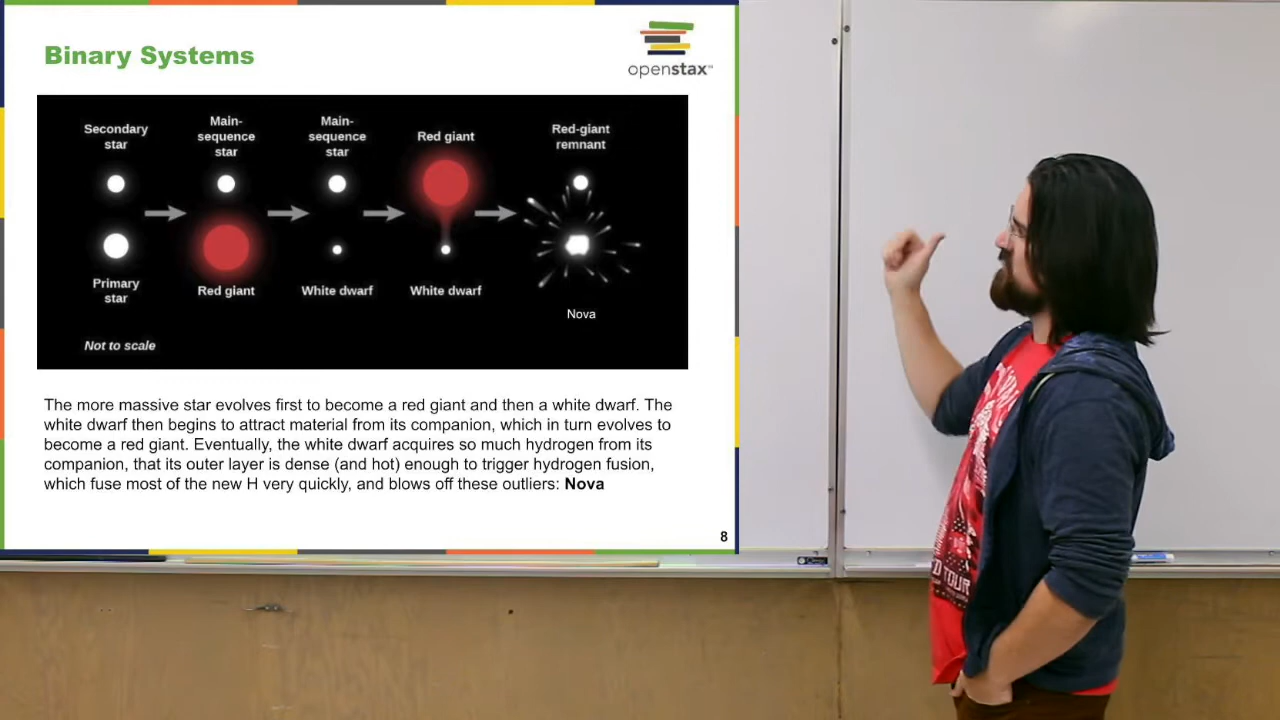 Binary Systems
openstax™
Secondary
star
Main-
sequence
star
Main-
sequence
star
Red giant
Red-giant
remnant
Primary
star
Red giant
White dwarf
White dwarf
Nova
Not to scale
The more massive star evolves first to become a red giant and then a white dwarf. The
white dwarf then begins to attract material from its companion, which in turn evolves to
become a red giant. Eventually, the white dwarf acquires so much hydrogen from its
companion, that its outer layer is dense (and hot) enough to trigger hydrogen fusion,
which fuse most of the new H very quickly, and blows off these outliers: Nova
8
TOUR